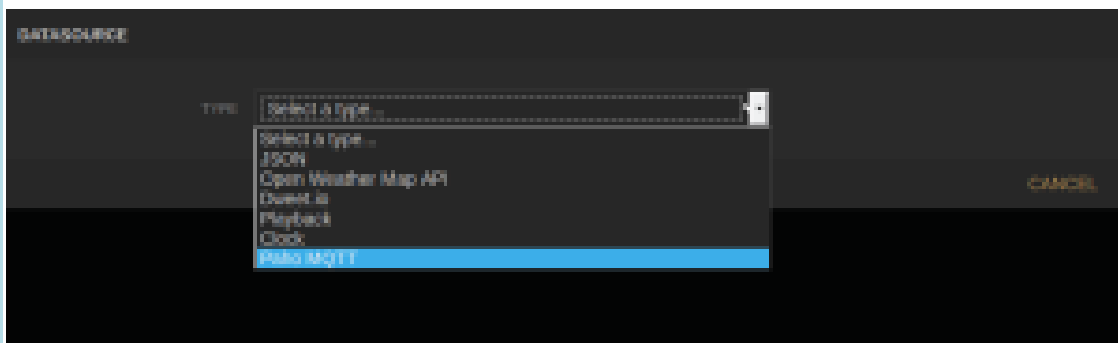 DATASOURCE
TYPE
Select a type...
Select a type...
JSON
Open Weather Map API
Dweet.io
Playback
Clock
Paho MQTT
CANCEL